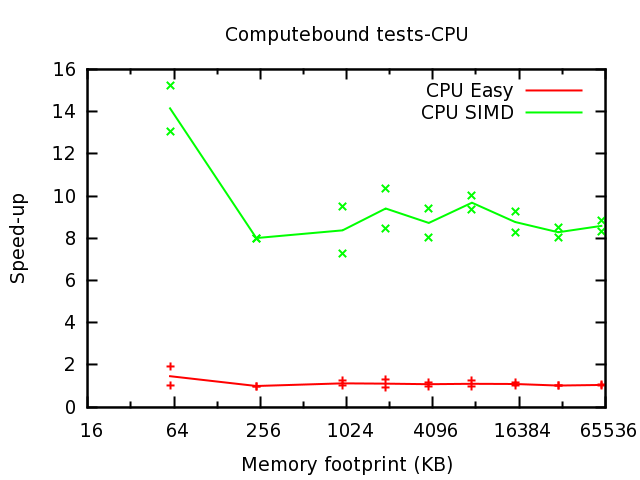 Computebound tests-CPU
CPU Easy
CPU SIMD
Speed-up
16
14
12
10
8
6
4
2
0
16 64 256 1024 4096 16384 65536
Memory footprint (KB)